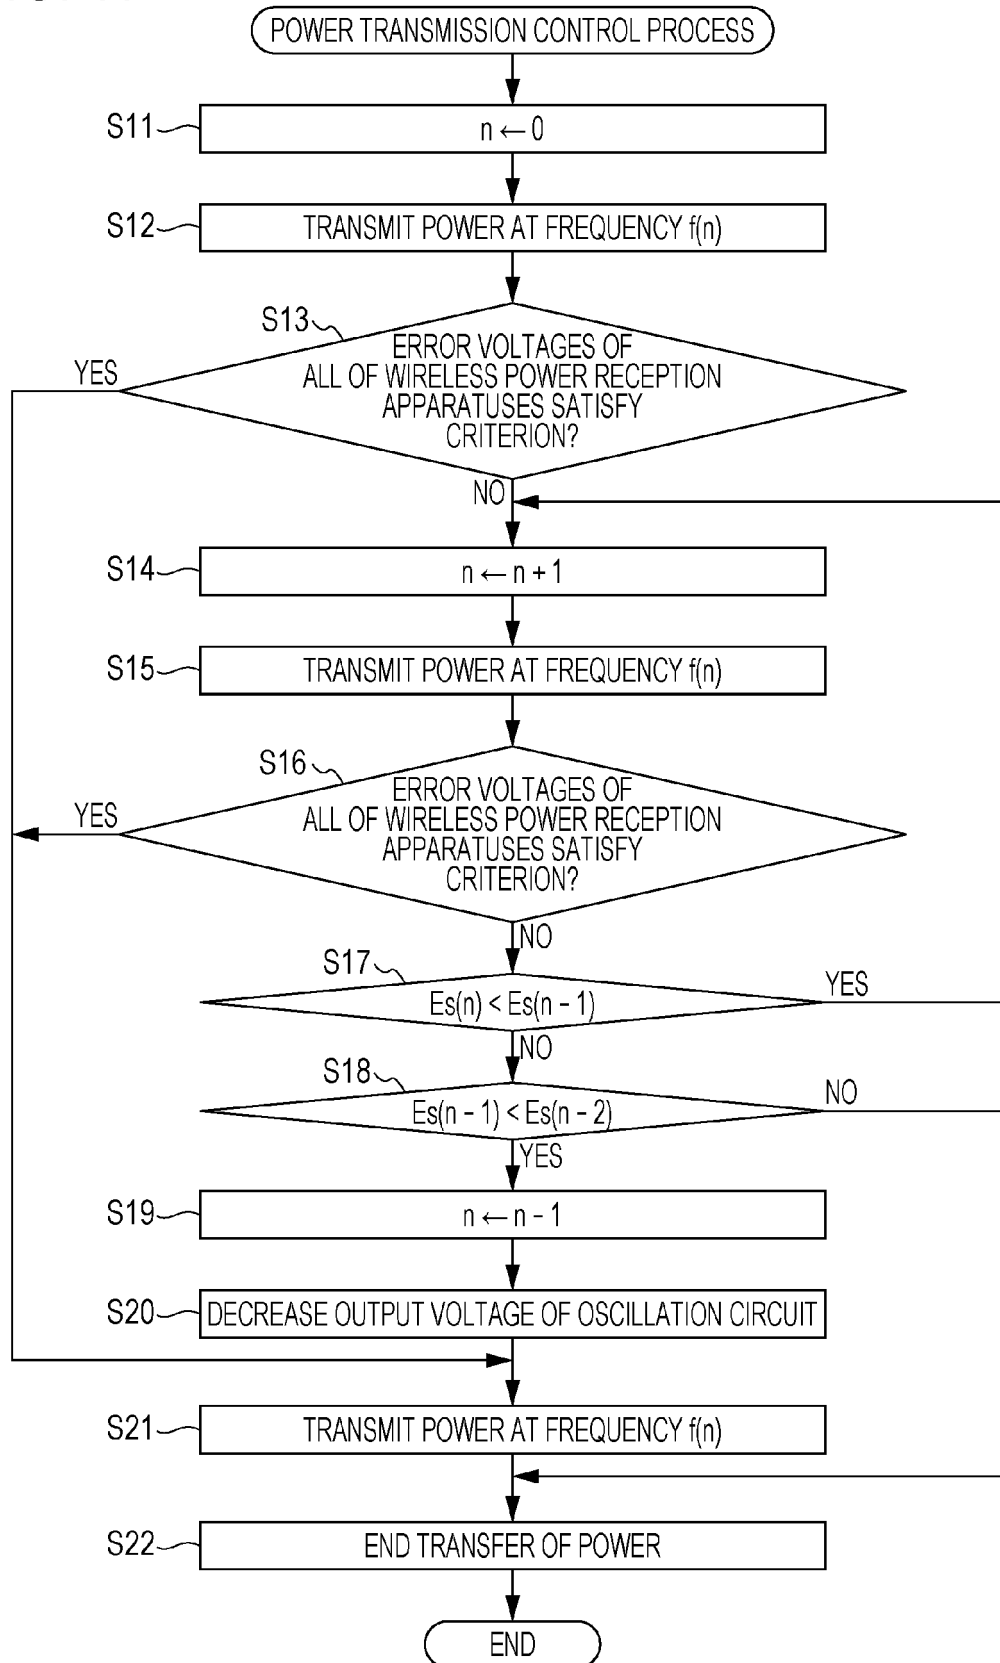 POWER TRANSMISSION CONTROL PROCESS
S11
n ← 0
S12
TRANSMIT POWER AT FREQUENCY f(n)
S13
YES
ERROR VOLTAGES OF
ALL OF WIRELESS POWER RECEPTION
APPARATUSES SATISFY
CRITERION?
NO
S14
n ← n + 1
S15
TRANSMIT POWER AT FREQUENCY f(n)
S16
YES
ERROR VOLTAGES OF
ALL OF WIRELESS POWER RECEPTION
APPARATUSES SATISFY
CRITERION?
NO
S17
Es(n) < Es(n - 1)
YES
NO
S18
Es(n - 1) < Es(n - 2)
NO
YES
S19
n ← n - 1
S20
DECREASE OUTPUT VOLTAGE OF OSCILLATION CIRCUIT
S21
TRANSMIT POWER AT FREQUENCY f(n)
S22
END TRANSFER OF POWER
END